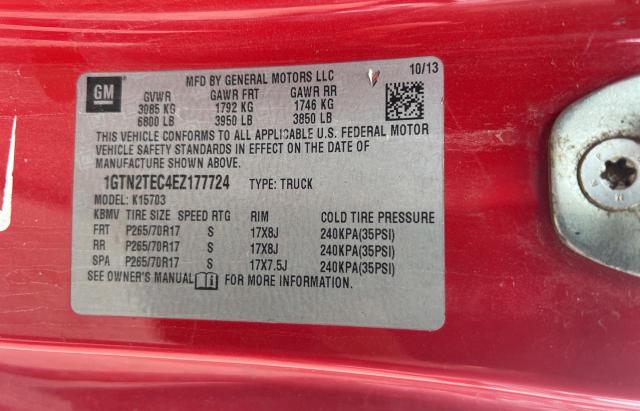 MFD BY GENERAL MOTORS LLC 10/13
GM
GVWR GAWR FRT GAWR RR
3085 KG 1792 KG 1746 KG
6800 LB 3950 LB 3850 LB
THIS VEHICLE CONFORMS TO ALL APPLICABLE U.S. FEDERAL MOTOR
VEHICLE SAFETY STANDARDS IN EFFECT ON THE DATE OF
MANUFACTURE SHOWN ABOVE.
1GTN2TEC4EZ177724 TYPE: TRUCK
MODEL: K15703
KBMV TIRE SIZE SPEED RTG RIM COLD TIRE PRESSURE
FRT P265/70R17 S 17X8J 240KPA(35PSI)
RR P265/70R17 S 17X8J 240KPA(35PSI)
SPA P265/70R17 S 17X7.5J 240KPA(35PSI)
SEE OWNER'S MANUAL FOR MORE INFORMATION.